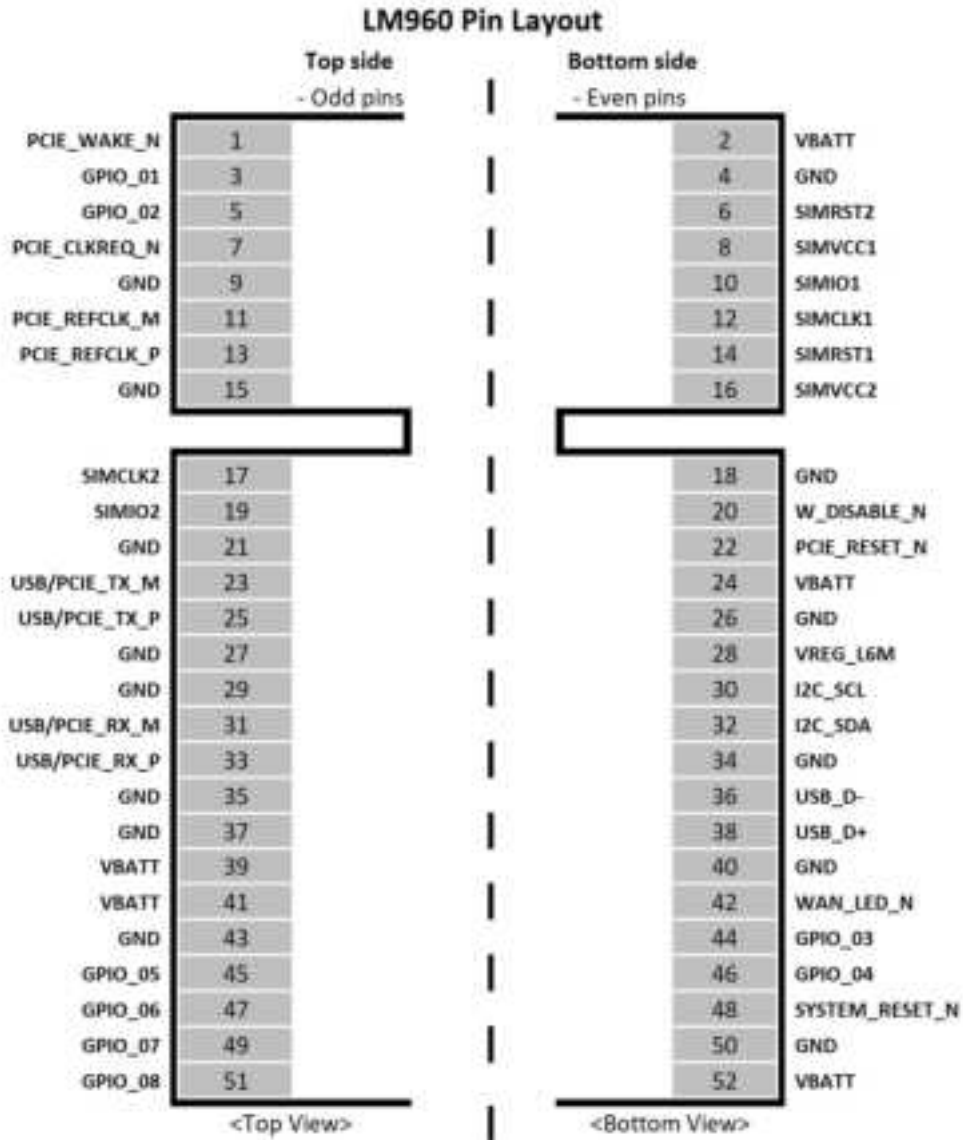 LM960 Pin Layout
Top side Bottom side
- Odd pins - Even pins
PCIE_WAKE_N 1 2 VBATT
GPIO_01 3 4 GND
GPIO_02 5 6 SIMRST2
PCIE_CLKREQ_N 7 8 SIMVCC1
GND 9 10 SIMIO1
PCIE_REFCLK_M 11 12 SIMCLK1
PCIE_REFCLK_P 13 14 SIMRST1
GND 15 16 SIMVCC2
SIMCLK2 17 18 GND
SIMIO2 19 20 W_DISABLE_N
GND 21 22 PCIE_RESET_N
USB/PCIE_TX_M 23 24 VBATT
USB/PCIE_TX_P 25 26 GND
GND 27 28 VREG_L6M
GND 29 30 I2C_SCL
USB/PCIE_RX_M 31 32 I2C_SDA
USB/PCIE_RX_P 33 34 GND
GND 35 36 USB_D-
GND 37 38 USB_D+
VBATT 39 40 GND
VBATT 41 42 WAN_LED_N
GND 43 44 GPIO_03
GPIO_05 45 46 GPIO_04
GPIO_06 47 48 SYSTEM_RESET_N
GPIO_07 49 50 GND
GPIO_08 51 52 VBATT
<Top View> <Bottom View>